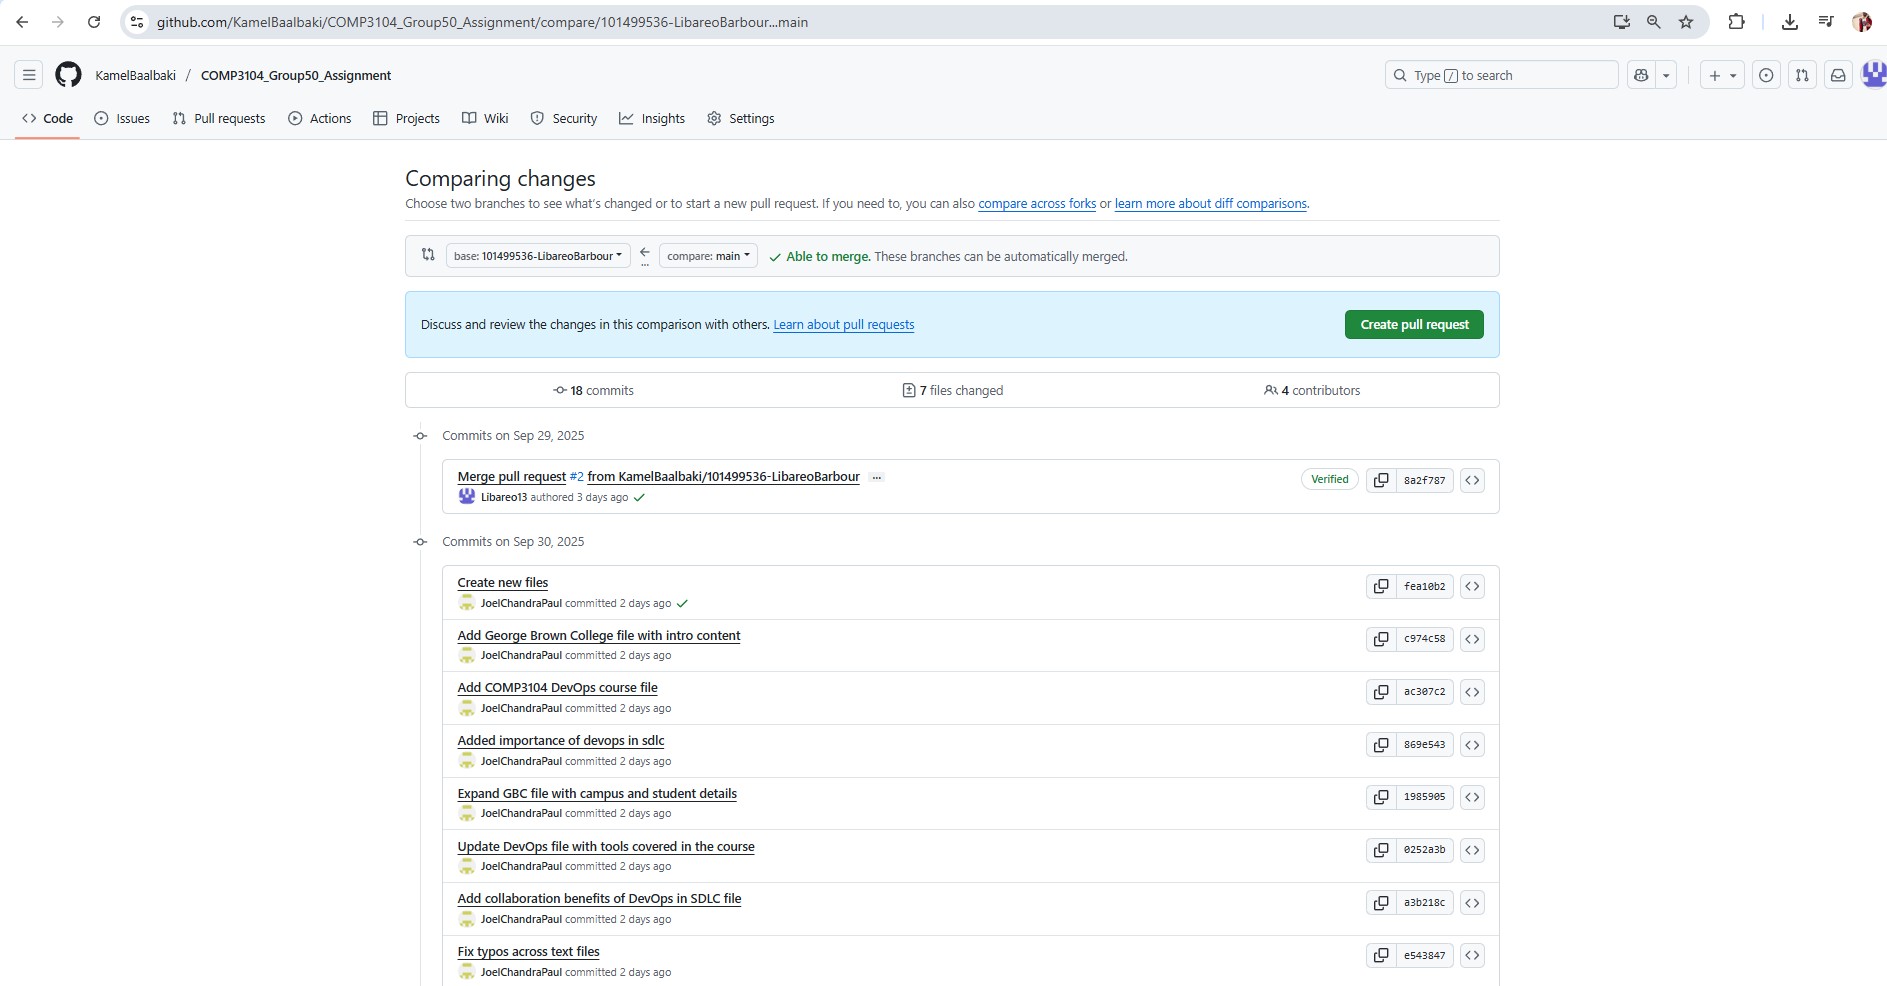 github.com/KamelBaalbaki/COMP3104_Group50_Assignment/compare/101499536-LibareoBarbour...main
KamelBaalbaki / COMP3104_Group50_Assignment
Type / to search
Code Issues Pull requests Actions Projects Wiki Security Insights Settings
Comparing changes
Choose two branches to see what's changed or to start a new pull request. If you need to, you can also compare across forks or learn more about diff comparisons.
base: 101499536-LibareoBarbour ... compare: main Able to merge. These branches can be automatically merged.
Discuss and review the changes in this comparison with others. Learn about pull requests Create pull request
18 commits 7 files changed 4 contributors
Commits on Sep 29, 2025
Merge pull request #2 from KamelBaalbaki/101499536-LibareoBarbour ... Verified 8a2f787
Libareo13 authored 3 days ago
Commits on Sep 30, 2025
Create new files fea10b2
JoelChandraPaul committed 2 days ago
Add George Brown College file with intro content c974c58
JoelChandraPaul committed 2 days ago
Add COMP3104 DevOps course file ac307c2
JoelChandraPaul committed 2 days ago
Added importance of devops in sdlc 869e543
JoelChandraPaul committed 2 days ago
Expand GBC file with campus and student details 1985905
JoelChandraPaul committed 2 days ago
Update DevOps file with tools covered in the course 0252a3b
JoelChandraPaul committed 2 days ago
Add collaboration benefits of DevOps in SDLC file a3b218c
JoelChandraPaul committed 2 days ago
Fix typos across text files e543847
JoelChandraPaul committed 2 days ago